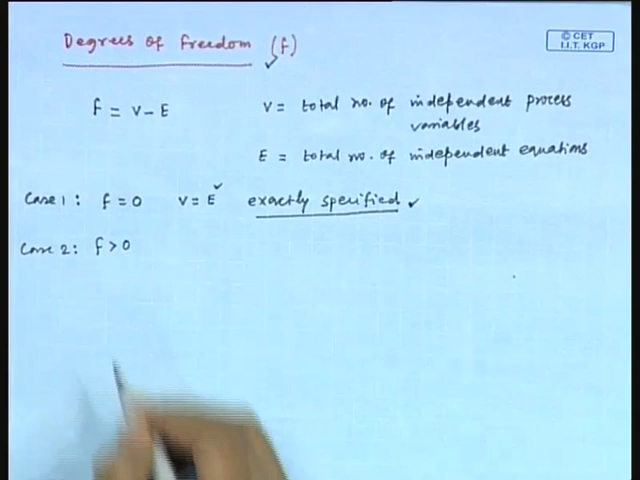 Degrees of freedom (f)
© CET
I.I.T. KGP
f = V - E
V = total no. of independent process
variables
E = total no. of independent equations
Case 1: f = 0 V = E exactly specified
Case 2: f > 0